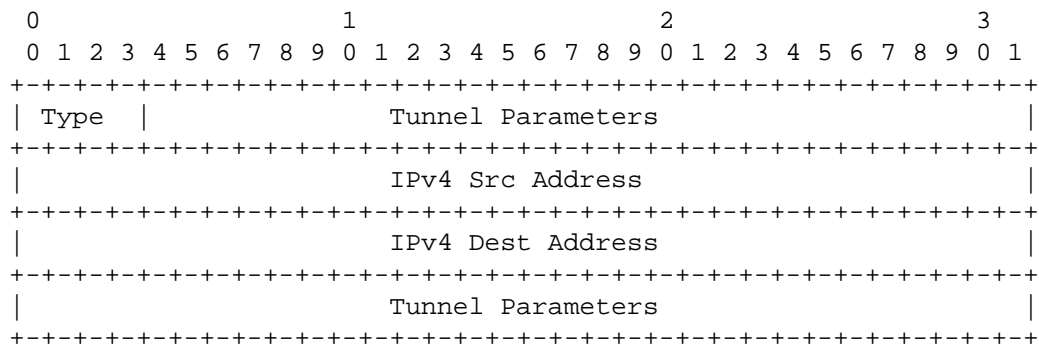 0                   1                   2                   3
 0 1 2 3 4 5 6 7 8 9 0 1 2 3 4 5 6 7 8 9 0 1 2 3 4 5 6 7 8 9 0 1
+-+-+-+-+-+-+-+-+-+-+-+-+-+-+-+-+-+-+-+-+-+-+-+-+-+-+-+-+-+-+-+-+
| Type  |               Tunnel Parameters                       |
+-+-+-+-+-+-+-+-+-+-+-+-+-+-+-+-+-+-+-+-+-+-+-+-+-+-+-+-+-+-+-+-+
|                       IPv4 Src Address                        |
+-+-+-+-+-+-+-+-+-+-+-+-+-+-+-+-+-+-+-+-+-+-+-+-+-+-+-+-+-+-+-+-+
|                       IPv4 Dest Address                       |
+-+-+-+-+-+-+-+-+-+-+-+-+-+-+-+-+-+-+-+-+-+-+-+-+-+-+-+-+-+-+-+-+
|                       Tunnel Parameters                       |
+-+-+-+-+-+-+-+-+-+-+-+-+-+-+-+-+-+-+-+-+-+-+-+-+-+-+-+-+-+-+-+-+